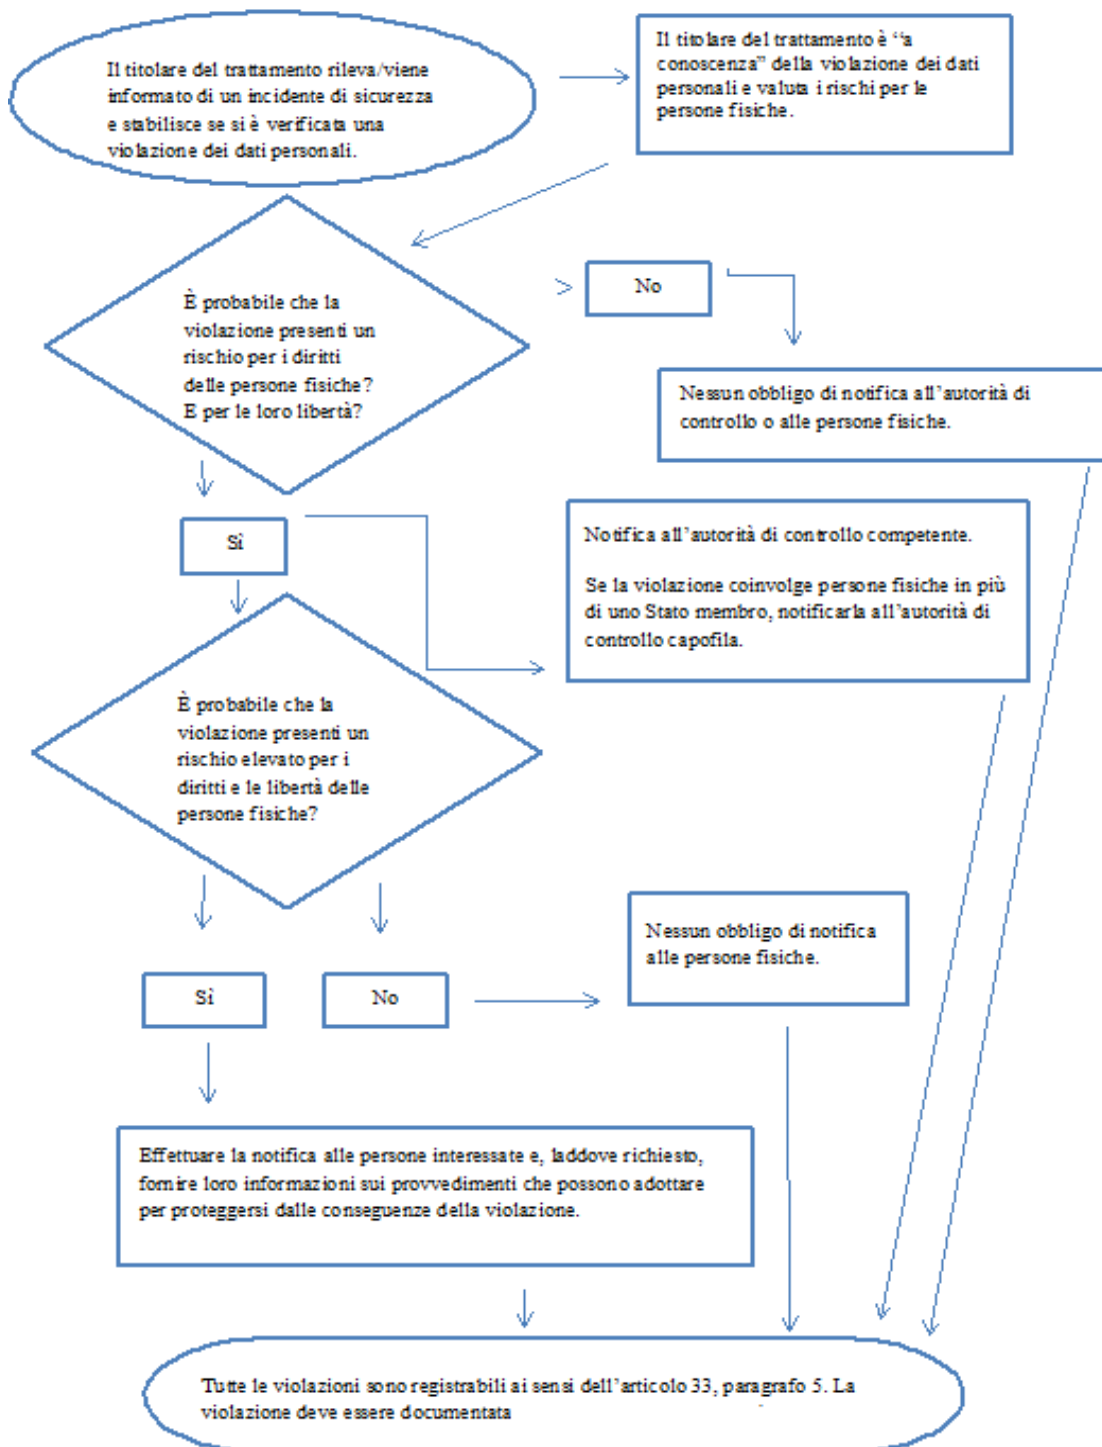 Il titolare del trattamento rileva/viene
informato di un incidente di sicurezza
e stabilisce se si è verificata una
violazione dei dati personali.
Il titolare del trattamento è “a
conoscenza” della violazione dei dati
personali e valuta i rischi per le
persone fisiche.
È probabile che la
violazione presenti un
rischio per i diritti
delle persone fisiche?
E per le loro libertà?
No
Nessun obbligo di notifica all’autorità di
controllo o alle persone fisiche.
Sì
Notifica all’autorità di controllo competente.
Se la violazione coinvolge persone fisiche in più
di uno Stato membro, notificarla all’autorità di
controllo capofila.
È probabile che la
violazione presenti un
rischio elevato per i
diritti e le libertà delle
persone fisiche?
Nessun obbligo di notifica
alle persone fisiche.
Sì
No
Effettuare la notifica alle persone interessate e, laddove richiesto,
fornire loro informazioni sui provvedimenti che possono adottare
per proteggersi dalle conseguenze della violazione.
Tutte le violazioni sono registrabili ai sensi dell’articolo 33, paragrafo 5. La
violazione deve essere documentata